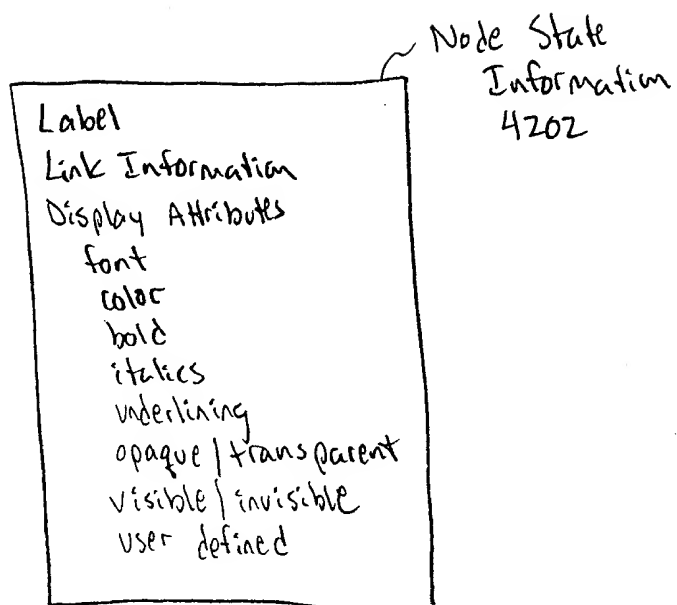 Node State
Information
4202
Label
Link Information
Display Attributes
font
color
bold
italics
underlining
opaque | transparent
visible | invisible
user defined